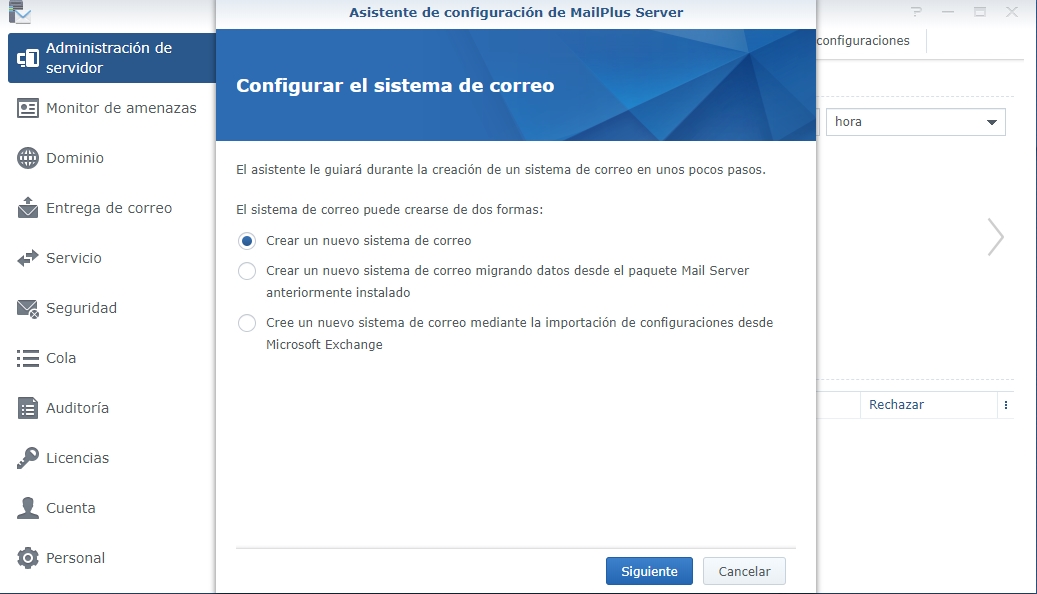 Asistente de configuración de MailPlus Server
Administración de
servidor
Monitor de amenazas
Dominio
Entrega de correo
Servicio
Seguridad
Cola
Auditoría
Licencias
Cuenta
Personal
Configurar el sistema de correo
El asistente le guiará durante la creación de un sistema de correo en unos pocos pasos.
El sistema de correo puede crearse de dos formas:
Crear un nuevo sistema de correo
Crear un nuevo sistema de correo migrando datos desde el paquete Mail Server
anteriormente instalado
Cree un nuevo sistema de correo mediante la importación de configuraciones desde
Microsoft Exchange
Siguiente
Cancelar
configuraciones
hora
Rechazar